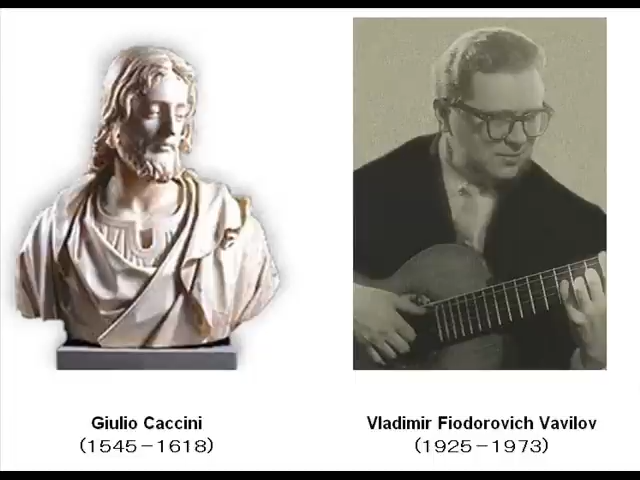 Giulio Caccini
(1545－1618)
Vladimir Fiodorovich Vavilov
(1925－1973)